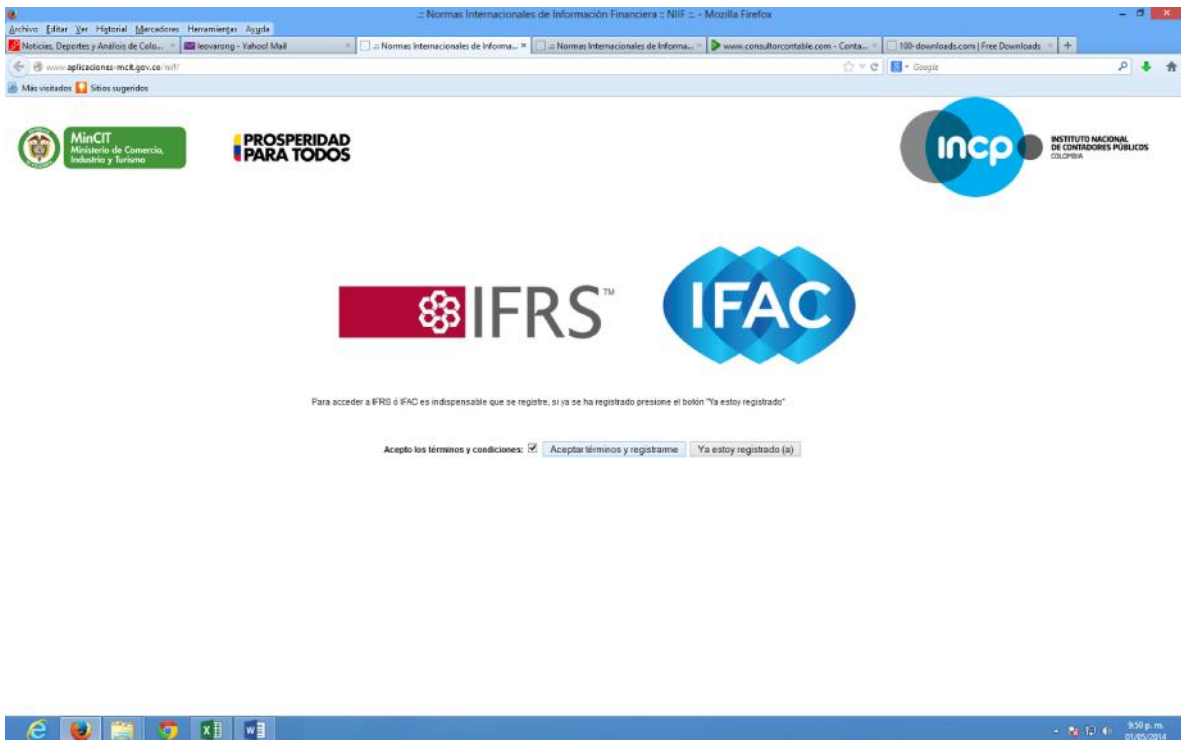 .:: Normas Internacionales de Información Financiera :: NIIF ::. - Mozilla Firefox
Archivo Editar Ver Historial Marcadores Herramientas Ayuda
Noticias, Deportes y Análisis de Colo...
leovarong - Yahoo! Mail
.:: Normas Internacionales de Informa...
.:: Normas Internacionales de Informa...
www.consultorcontable.com - Conta...
100-downloads.com | Free Downloads
www.aplicaciones-mcit.gov.co/niif/
Google
Más visitados Sitios sugeridos
MinCIT
Ministerio de Comercio,
Industria y Turismo
PROSPERIDAD
PARA TODOS
incp
INSTITUTO NACIONAL
DE CONTADORES PÚBLICOS
COLOMBIA
IFRS™
IFAC
Para acceder a IFRS ó IFAC es indispensable que se registre, si ya se ha registrado presione el botón "Ya estoy registrado"
Acepto los términos y condiciones: Aceptar términos y registrarme Ya estoy registrado (a)
9:50 p. m.
01/05/2014